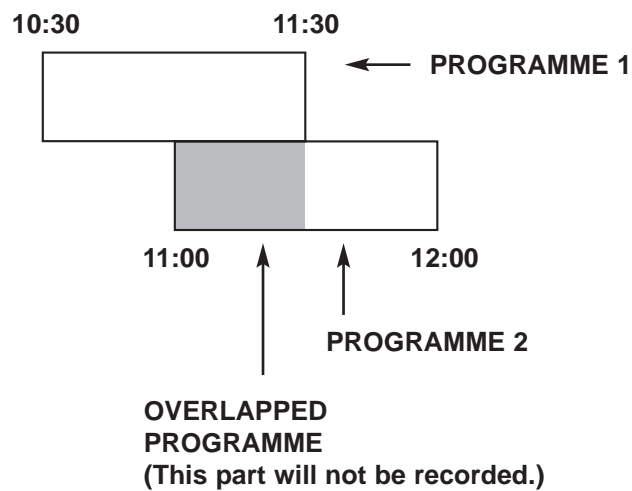 10:30 11:30
PROGRAMME 1
11:00 12:00
PROGRAMME 2
OVERLAPPED
PROGRAMME
(This part will not be recorded.)